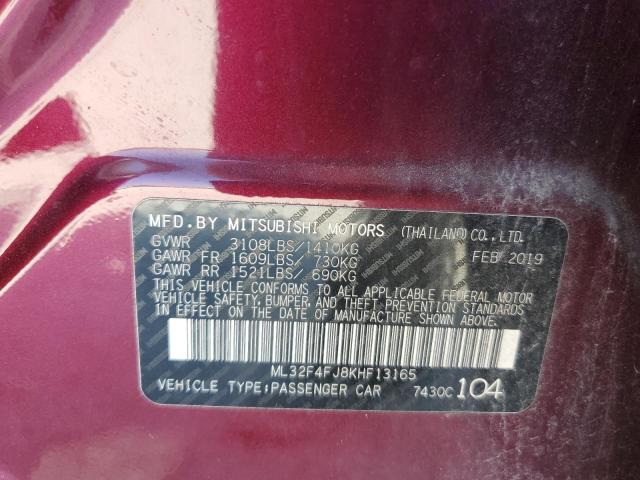 MFD.BY MITSUBISHI MOTORS (THAILAND) CO., LTD.
GVWR 3108LBS/1410KG FEB 2019
GAWR FR 1609LBS/ 730KG
GAWR RR 1521LBS/ 690KG
THIS VEHICLE CONFORMS TO ALL APPLICABLE FEDERAL MOTOR
VEHICLE SAFETY, BUMPER, AND THEFT PREVENTION STANDARDS
IN EFFECT ON THE DATE OF MANUFACTURE SHOWN ABOVE.
ML32F4FJ8KHF13165
VEHICLE TYPE:PASSENGER CAR 7430C 104